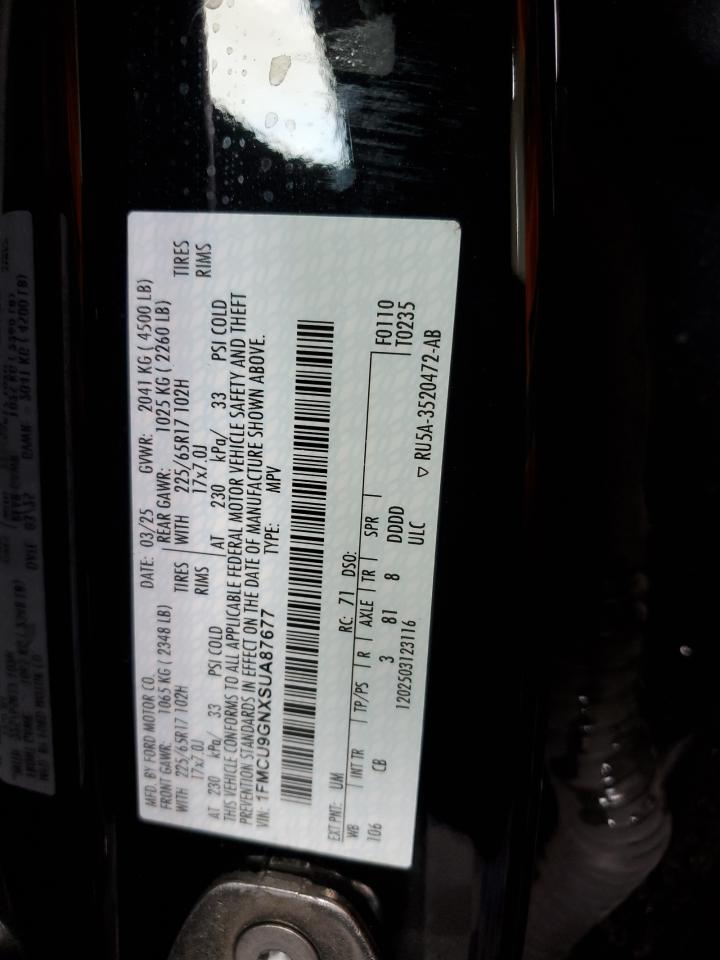 MFD. BY FORD MOTOR CO.
DATE: 03/25 GVWR: 2041 KG ( 4500 LB)
FRONT GAWR: 1065 KG ( 2348 LB) REAR GAWR: 1025 KG ( 2260 LB)
WITH 225/65R17 102H TIRES WITH 225/65R17 102H TIRES
17x7.0J RIMS 17x7.0J RIMS
AT 230 kPa/ 33 PSI COLD AT 230 kPa/ 33 PSI COLD
THIS VEHICLE CONFORMS TO ALL APPLICABLE FEDERAL MOTOR VEHICLE SAFETY AND THEFT
PREVENTION STANDARDS IN EFFECT ON THE DATE OF MANUFACTURE SHOWN ABOVE.
VIN: 1FMCU9GNXSUA87677 TYPE: MPV
EXT PNT: UM RC: 71 DSO: F0110
WB INT TR TP/PS R AXLE TR SPR T0235
106 CB 3 81 8 DDDD
1202503123116 ULC ▽ RU5A-3520472-AB